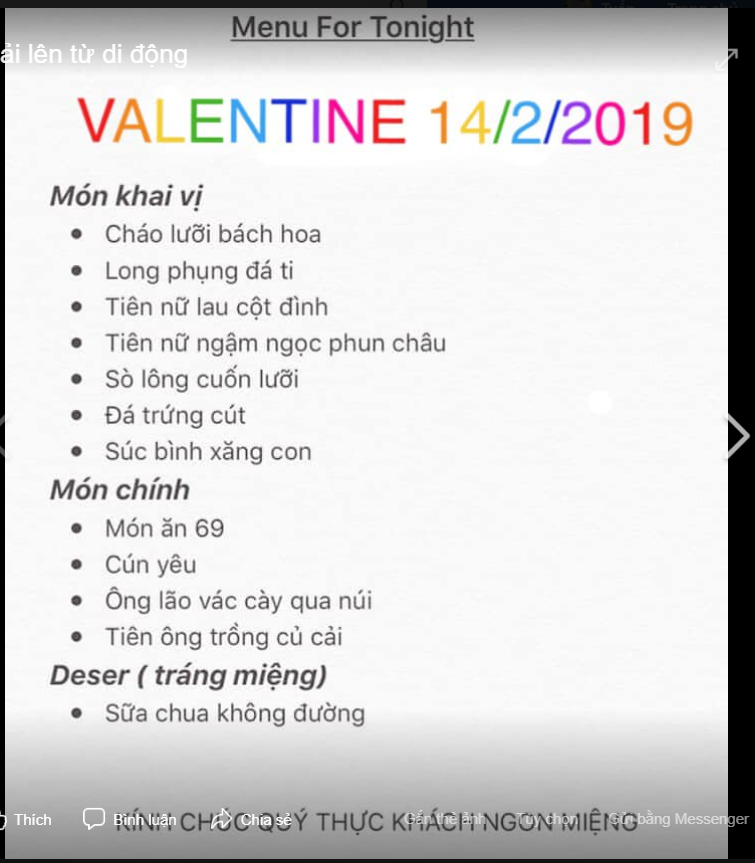 Menu For Tonight
ải lên từ di động
VALENTINE 14/2/2019
Món khai vị
Cháo lưỡi bách hoa
Long phụng đá ti
Tiên nữ lau cột đình
Tiên nữ ngậm ngọc phun châu
Sò lông cuốn lưỡi
Đá trứng cút
Súc bình xăng con
Món chính
Món ăn 69
Cún yêu
Ông lão vác cày qua núi
Tiên ông trồng củ cải
Deser ( tráng miệng)
Sữa chua không đường
KÍNH CHÚC QUÝ THỰC KHÁCH NGON MIỆNG
Thích Bình luận Chia sẻ Gắn thẻ ảnh Tùy chọn Gửi bằng Messenger